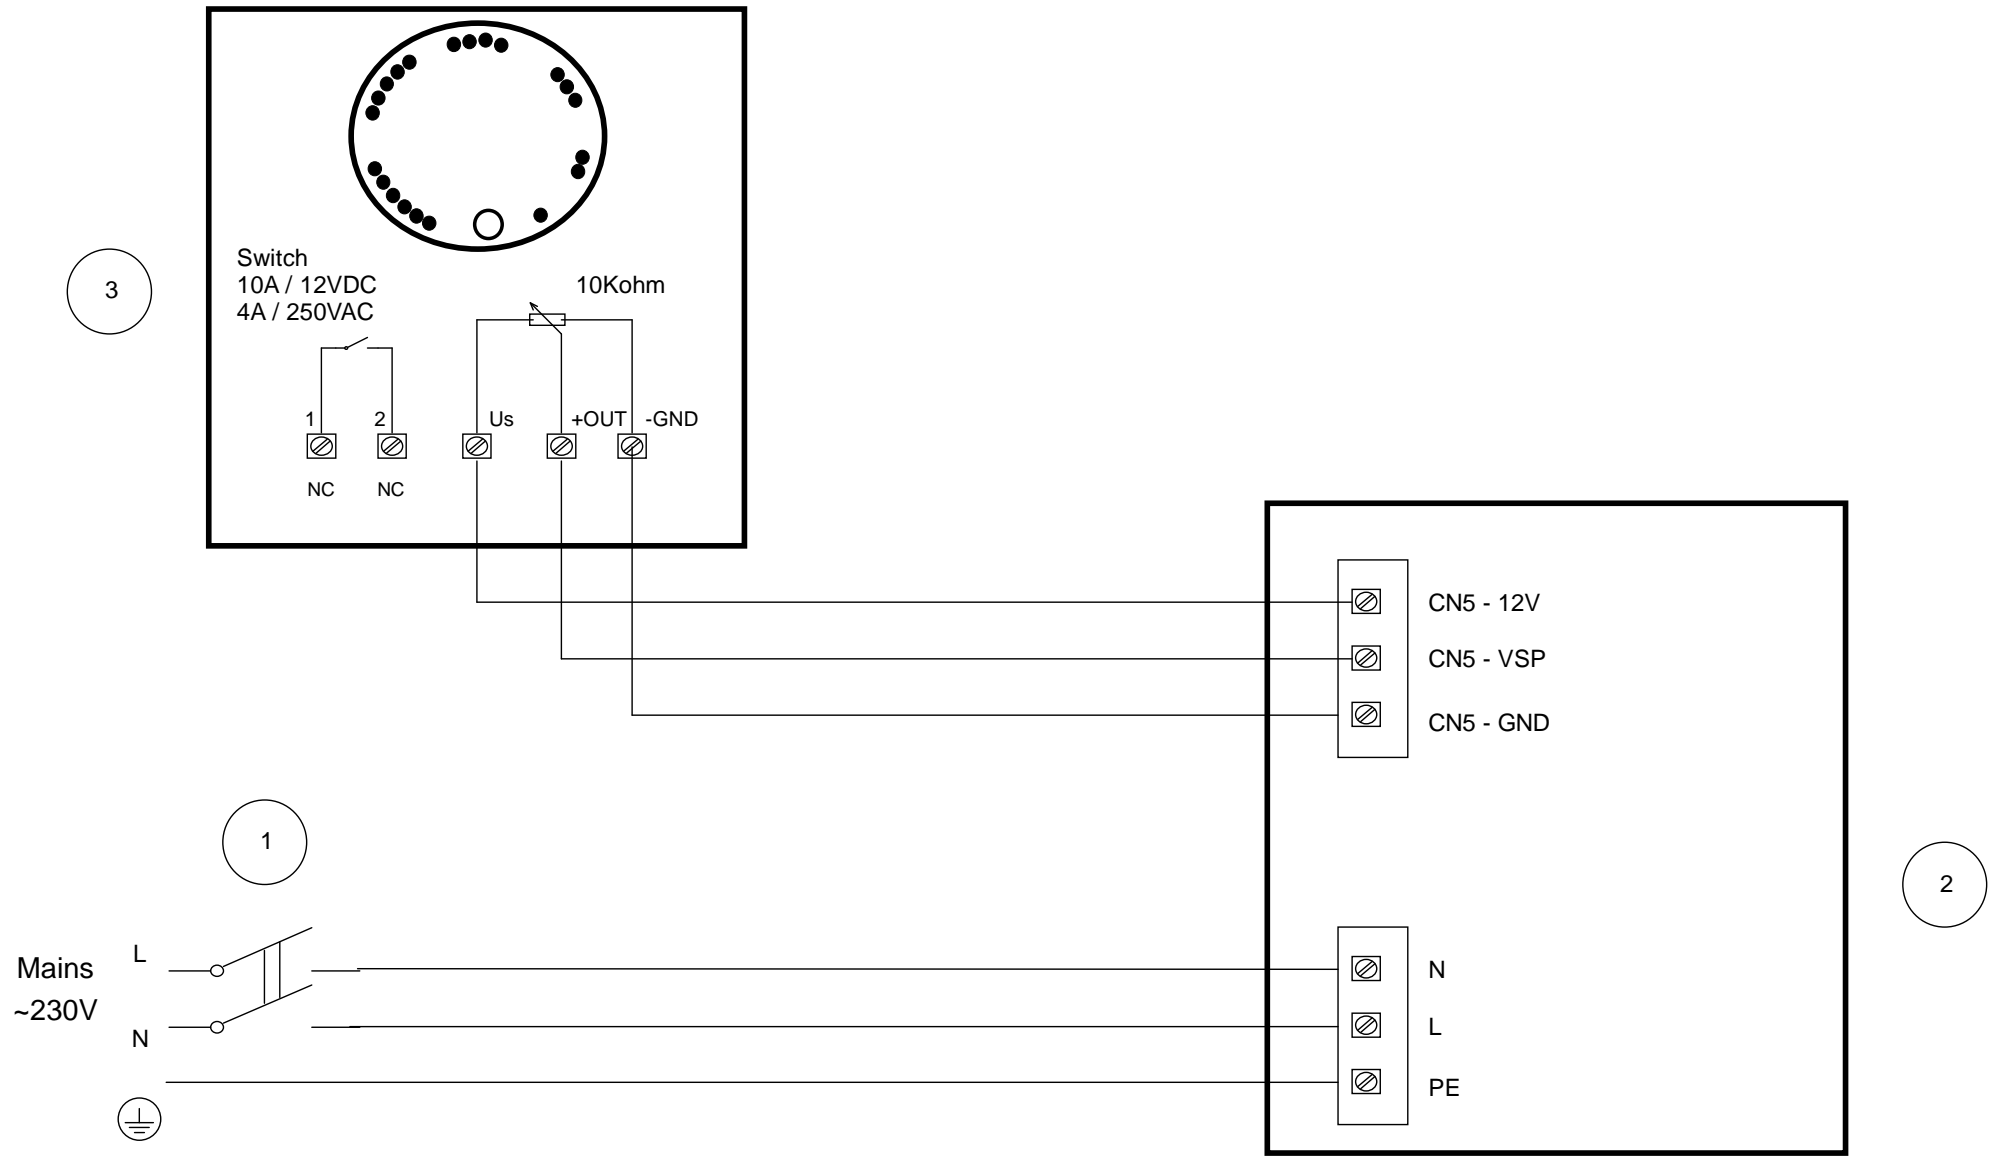 3
Switch
10A / 12VDC
4A / 250VAC
10Kohm
1
2
Us
+OUT
-GND
NC
NC
CN5 - 12V
CN5 - VSP
CN5 - GND
1
2
Mains
~230V
L
N
N
L
PE